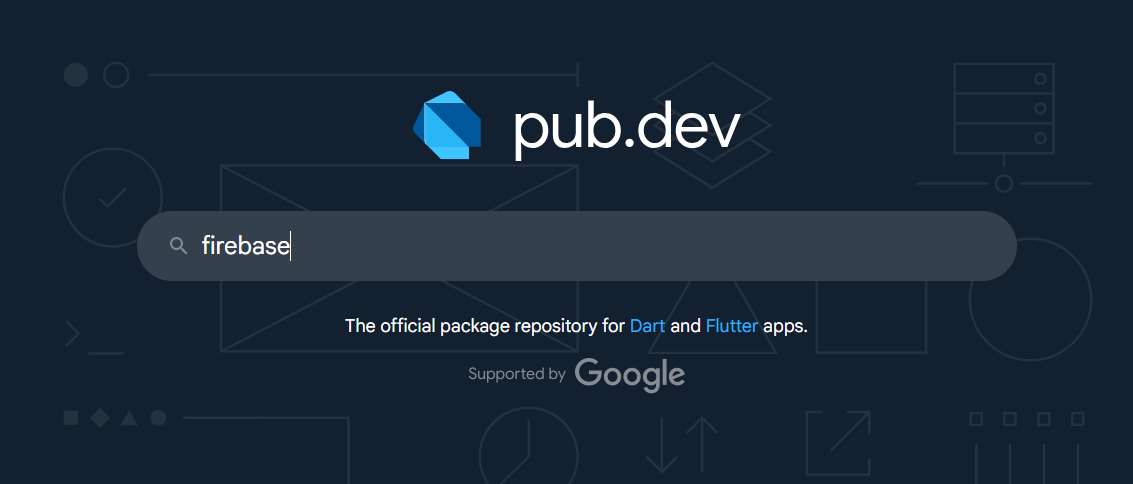 pub.dev
firebase
The official package repository for Dart and Flutter apps.
Supported by Google